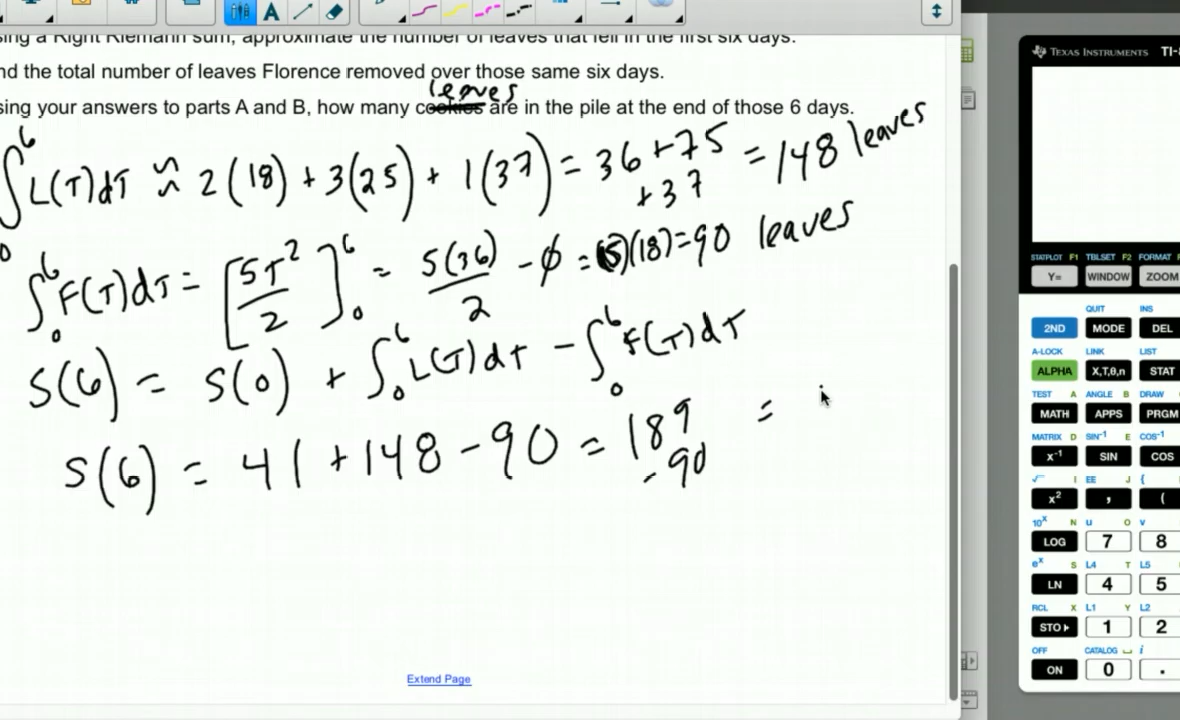 sing a Right Riemann sum, approximate the number of leaves that fell in the first six days.
nd the total number of leaves Florence removed over those same six days.
leaves
sing your answers to parts A and B, how many cookies are in the pile at the end of those 6 days.
∫₀⁶ L(T)dT ≈ 2(18) + 3(25) + 1(37) = 36 + 75 + 37 = 148 leaves
∫₀⁶ F(T)dT = [5T²/2]₀⁶ = 5(36)/2 - 0 = (5)(18) = 90 leaves
S(6) = S(0) + ∫₀⁶ L(T)dT - ∫₀⁶ F(T)dT
S(6) = 41 + 148 - 90 = 189 - 90 =
Extend Page
TEXAS INSTRUMENTS TI-8
STATPLOT F1 TBLSET F2 FORMAT
Y= WINDOW ZOOM
QUIT INS
2ND MODE DEL
A-LOCK LINK LIST
ALPHA X,T,θ,n STAT
TEST A ANGLE B DRAW
MATH APPS PRGM
MATRIX D SIN⁻¹ E COS⁻¹
x⁻¹ SIN COS
√ I EE J {
x² , (
10ˣ N u O v
LOG 7 8
eˣ S L4 T L5
LN 4 5
RCL X L1 Y L2
STO▶ 1 2
OFF CATALOG i
ON 0 .